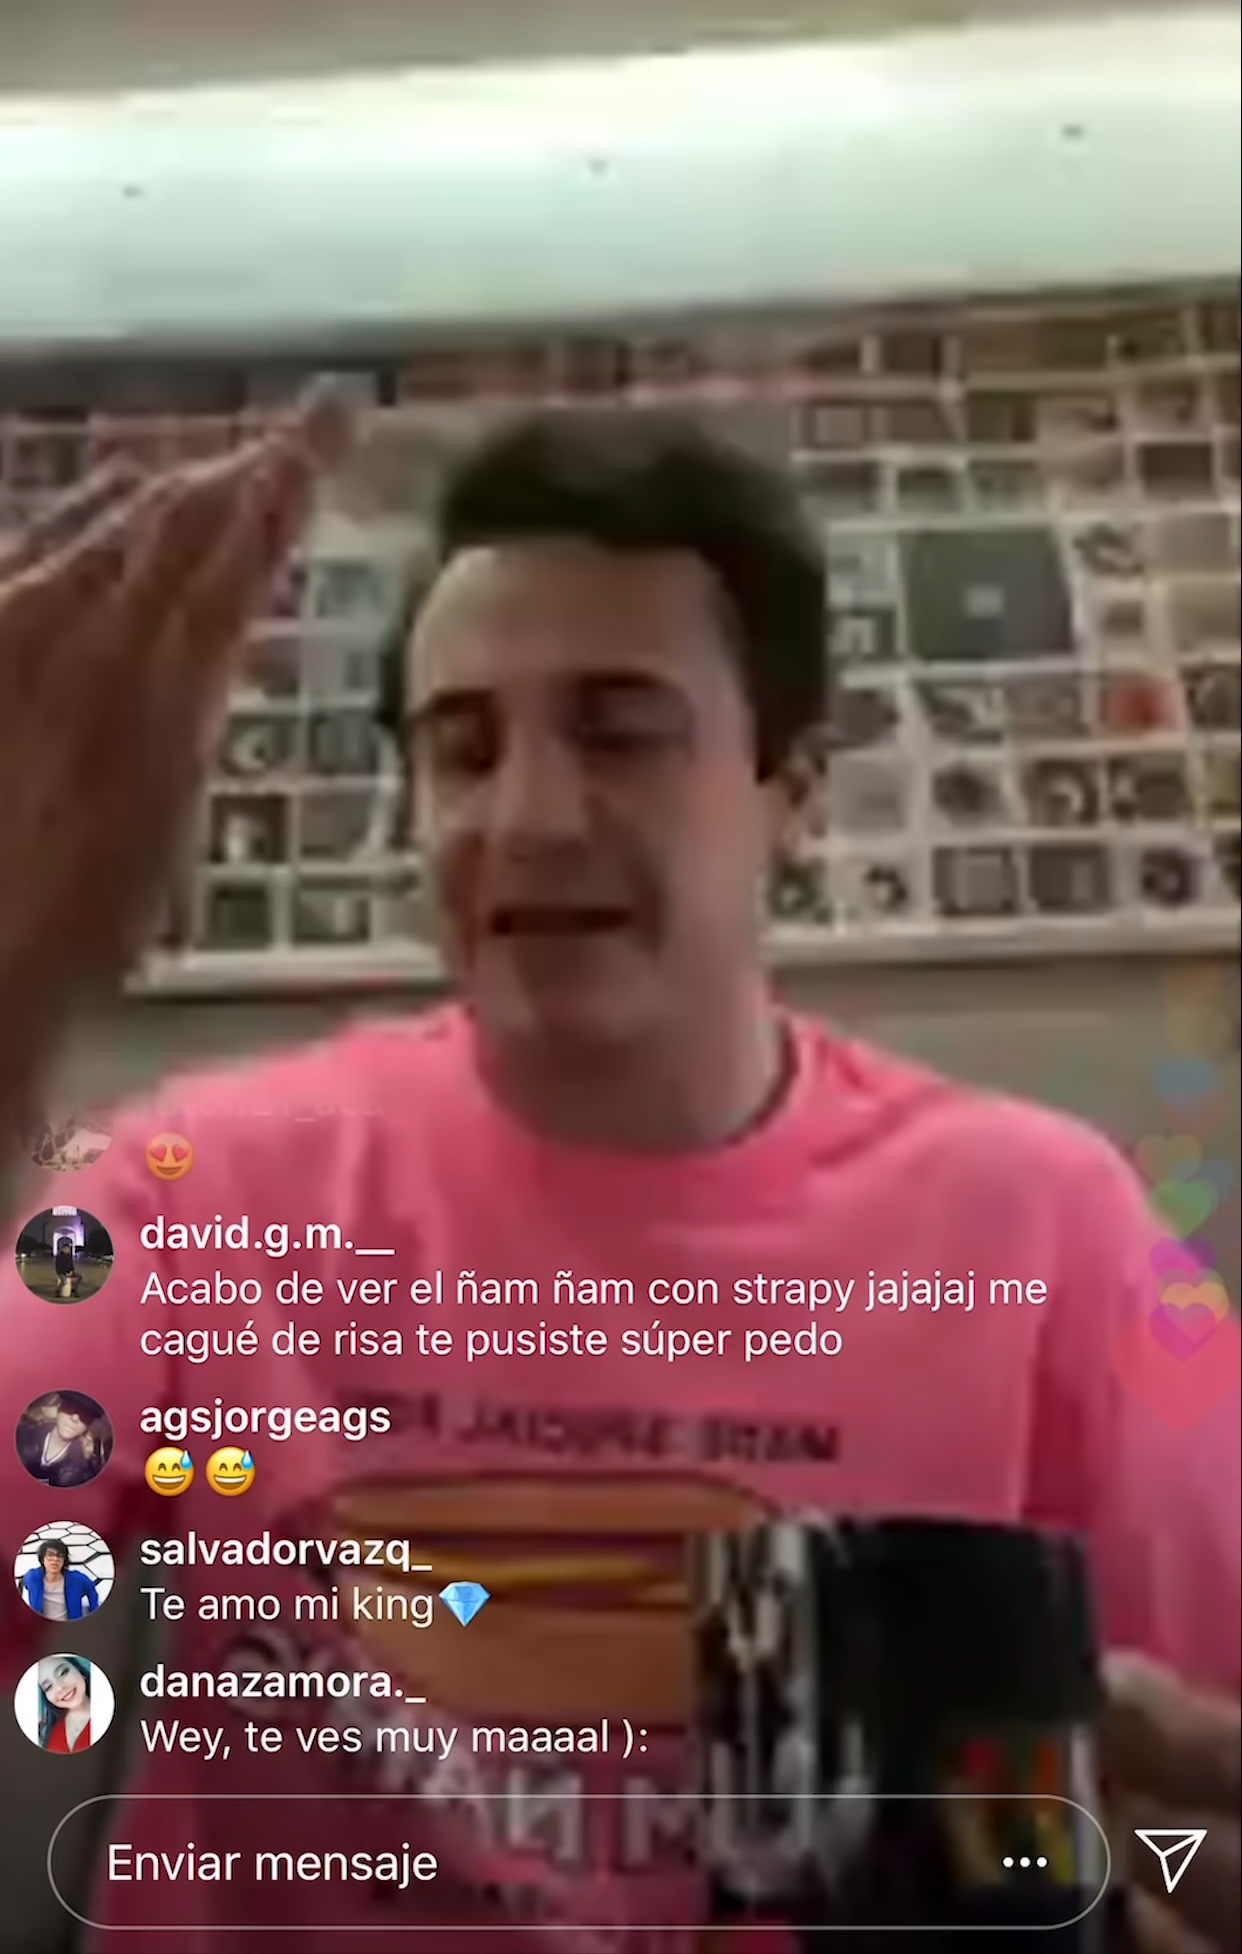 david.g.m.__
Acabo de ver el ñam ñam con strapy jajajaj me
cagué de risa te pusiste súper pedo
agsjorgeags
😅😅
salvadorvazq_
Te amo mi king💎
danazamora._
Wey, te ves muy maaaal ):
Enviar mensaje